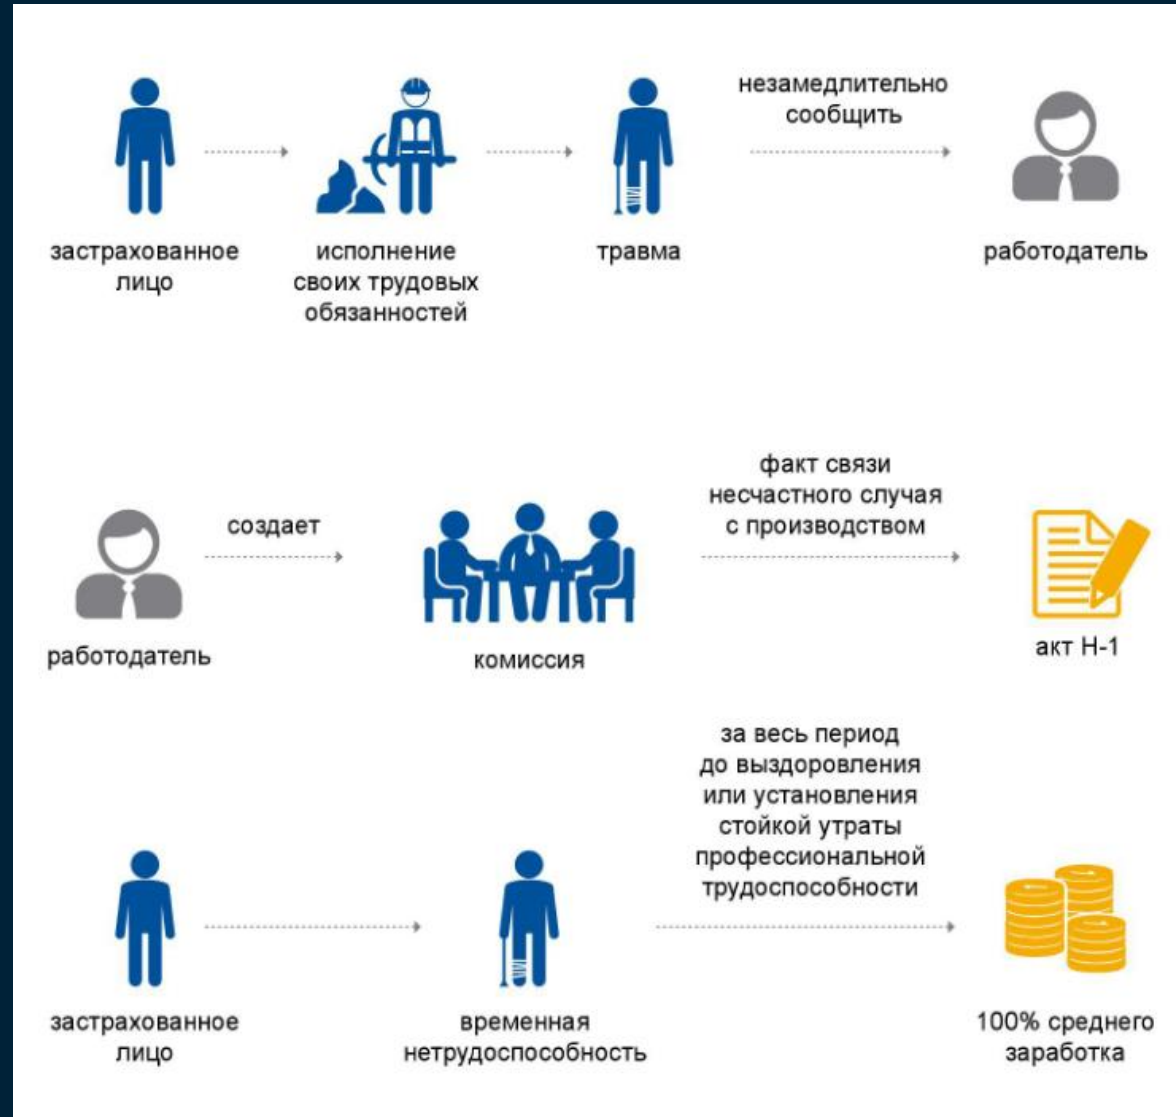 незамедлительно
сообщить
застрахованное
лицо
исполнение
своих трудовых
обязанностей
травма
работодатель
факт связи
несчастного случая
с производством
создает
работодатель
комиссия
акт Н-1
за весь период
до выздоровления
или установления
стойкой утраты
профессиональной
трудоспособности
застрахованное
лицо
временная
нетрудоспособность
100% среднего
заработка